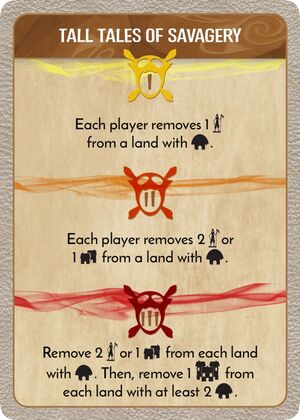 TALL TALES OF SAVAGERY
I
Each player removes 1
from a land with .
II
Each player removes 2 or
1 from a land with .
III
Remove 2 or 1 from each land
with . Then, remove 1 from
each land with at least 2 .